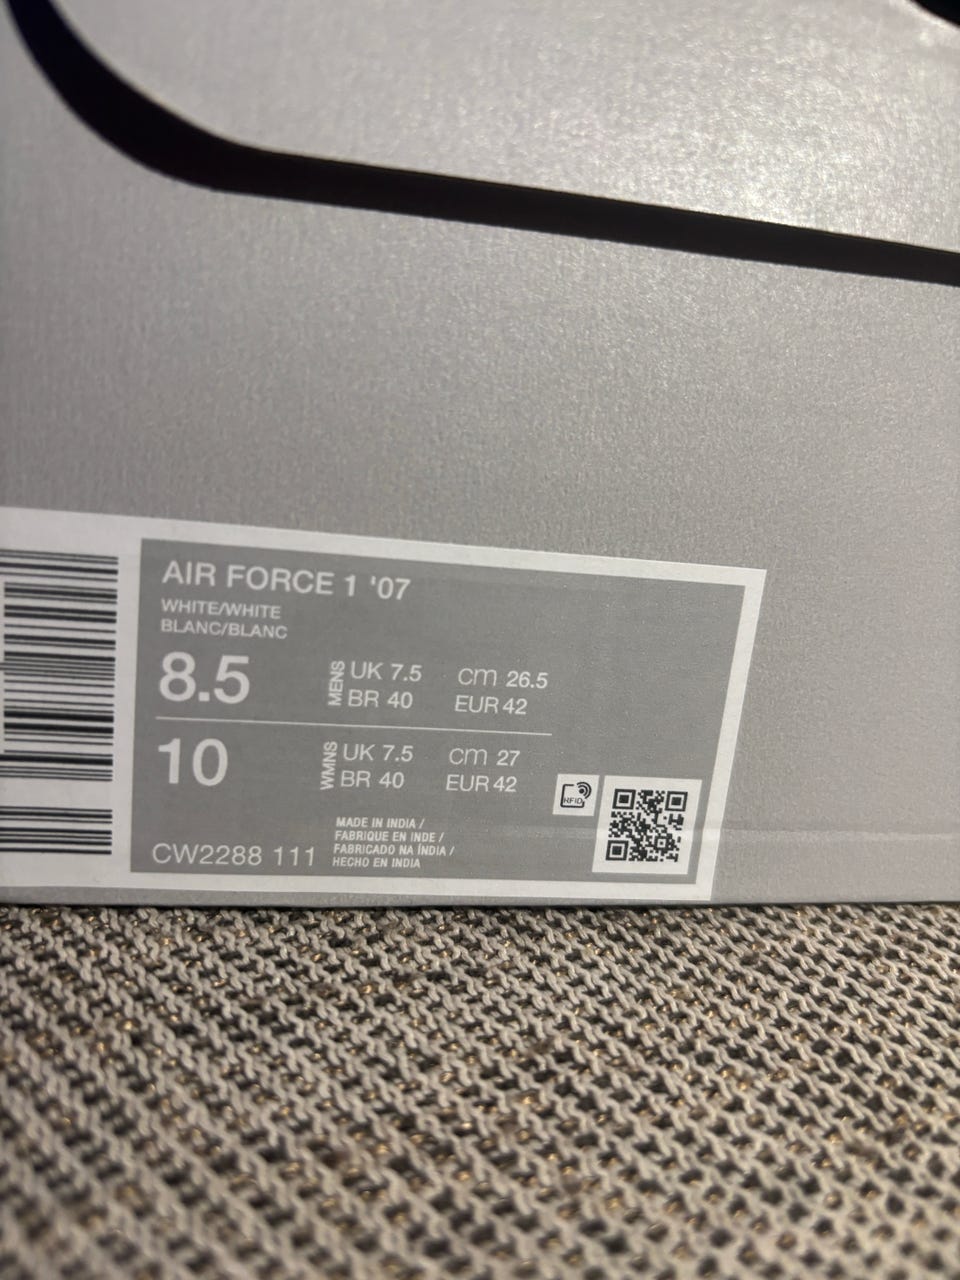 AIR FORCE 1 '07
WHITE/WHITE
BLANC/BLANC
8.5 MENS UK 7.5 cm 26.5
BR 40 EUR 42
10 WMNS UK 7.5 cm 27
BR 40 EUR 42
RFID
CW2288 111
MADE IN INDIA /
FABRIQUE EN INDE /
FABRICADO NA ÍNDIA /
HECHO EN INDIA